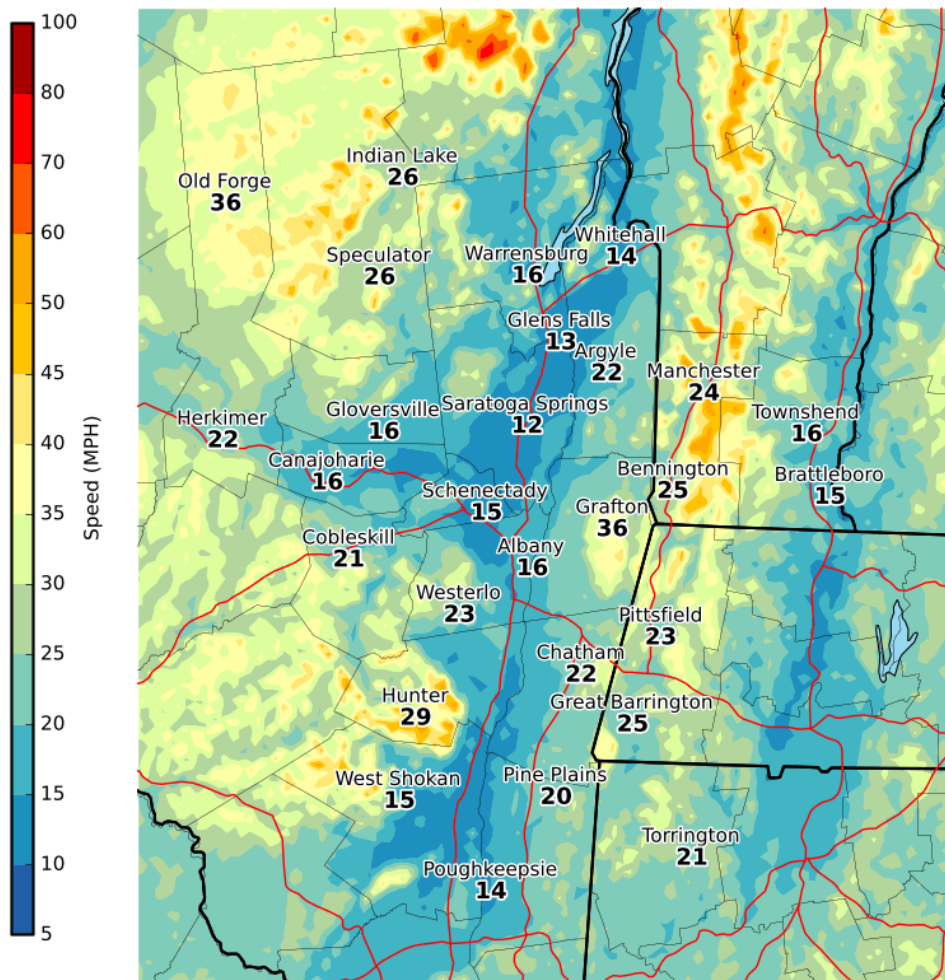 100
80
70
60
50
45
40
35
30
25
20
15
10
5
Speed (MPH)
Indian Lake
26
Old Forge
36
Whitehall
14
Speculator
26
Warrensburg
16
Glens Falls
13
Argyle
22
Manchester
24
Saratoga Springs
12
Gloversville
16
Townshend
16
Herkimer
22
Canajoharie
16
Bennington
25
Brattleboro
15
Schenectady
15
Grafton
36
Cobleskill
21
Albany
16
Westerlo
23
Pittsfield
23
Chatham
22
Hunter
29
Great Barrington
25
West Shokan
15
Pine Plains
20
Torrington
21
Poughkeepsie
14